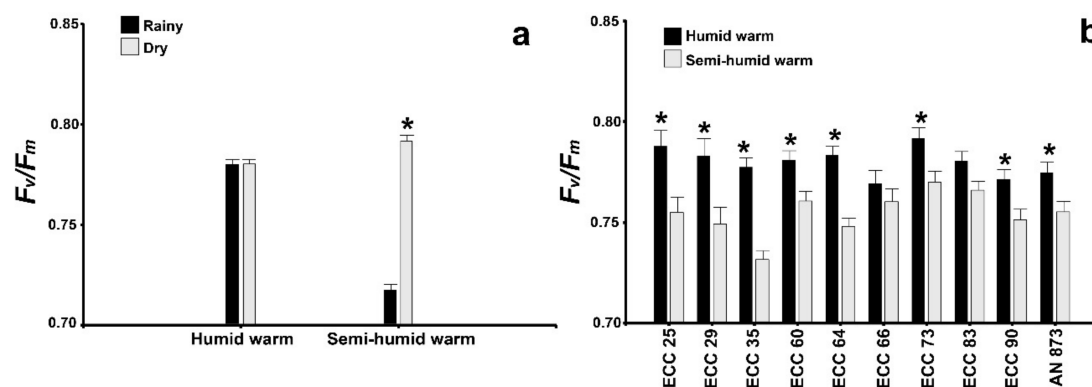 0.85
0.80
0.75
0.70
Fv/Fm
Rainy
Dry
a
*
Humid warm
Semi-humid warm
0.85
0.80
0.75
0.70
Fv/Fm
Humid warm
Semi-humid warm
b
* * * * * * * *
ECC 25
ECC 29
ECC 35
ECC 60
ECC 64
ECC 66
ECC 73
ECC 83
ECC 90
AN 873